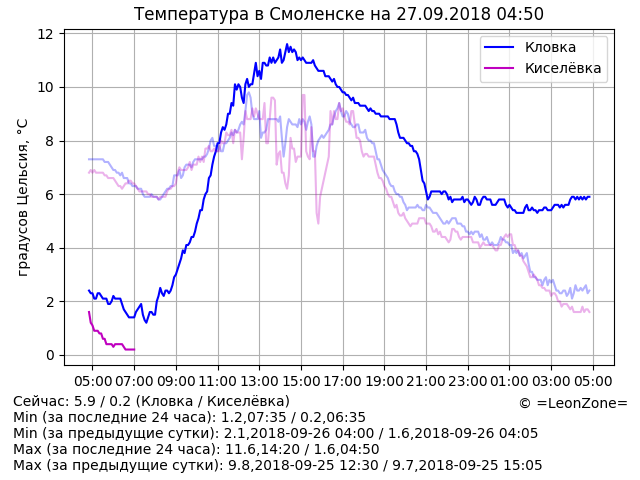 Температура в Смоленске на 27.09.2018 04:50
градусов Цельсия, °C
12
10
8
6
4
2
0
Кловка
Киселёвка
05:00 07:00 09:00 11:00 13:00 15:00 17:00 19:00 21:00 23:00 01:00 03:00 05:00
Сейчас: 5.9 / 0.2 (Кловка / Киселёвка)
© =LeonZone=
Min (за последние 24 часа): 1.2,07:35 / 0.2,06:35
Min (за предыдущие сутки): 2.1,2018-09-26 04:00 / 1.6,2018-09-26 04:05
Max (за последние 24 часа): 11.6,14:20 / 1.6,04:50
Max (за предыдущие сутки): 9.8,2018-09-25 12:30 / 9.7,2018-09-25 15:05